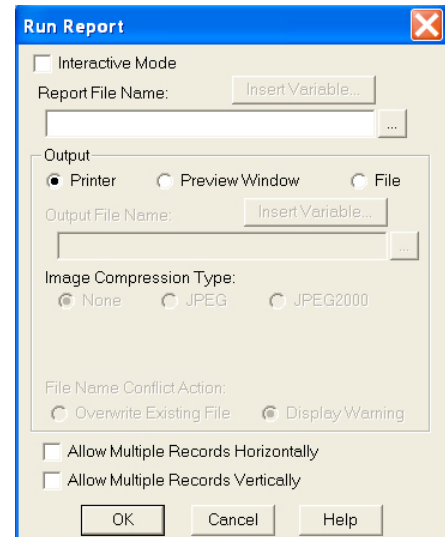 Run Report
Interactive Mode
Report File Name: Insert Variable...
...
Output
Printer Preview Window File
Output File Name: Insert Variable...
...
Image Compression Type:
None JPEG JPEG2000
File Name Conflict Action:
Overwrite Existing File Display Warning
Allow Multiple Records Horizontally
Allow Multiple Records Vertically
OK Cancel Help